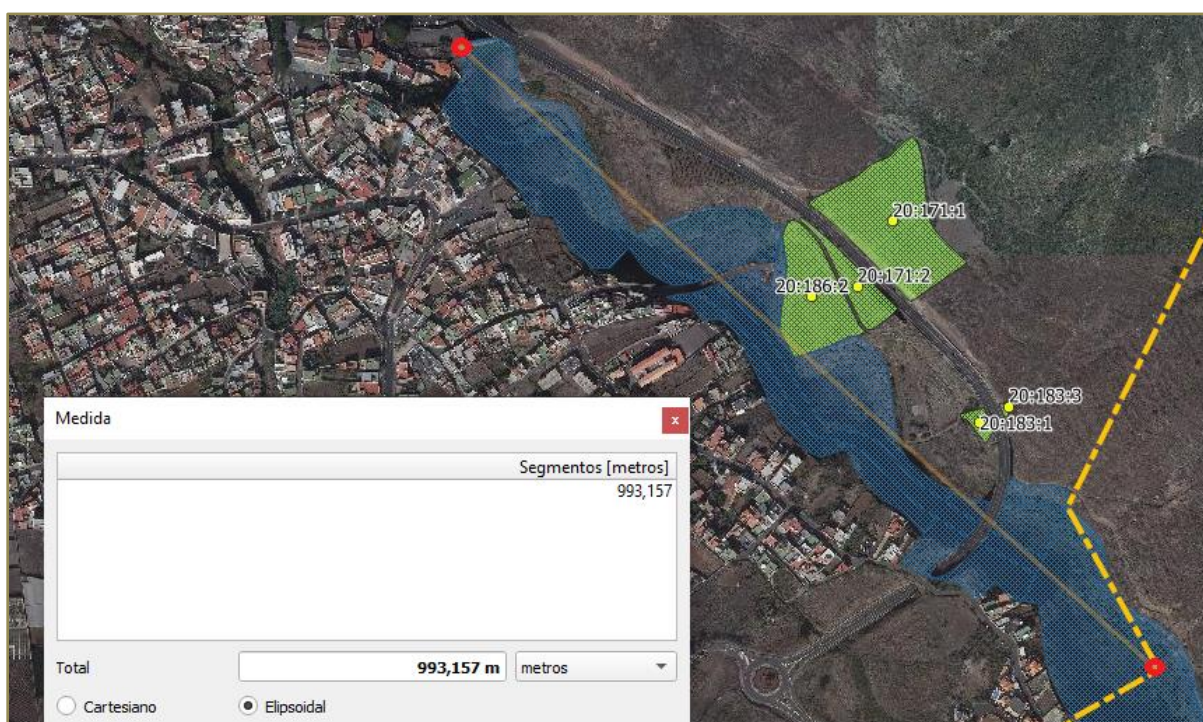 20:171:1
20:171:2
20:186:2
20:183:3
20:183:1
Medida
x
Segmentos [metros]
993,157
Total
993,157 m
metros
Cartesiano
Elipsoidal